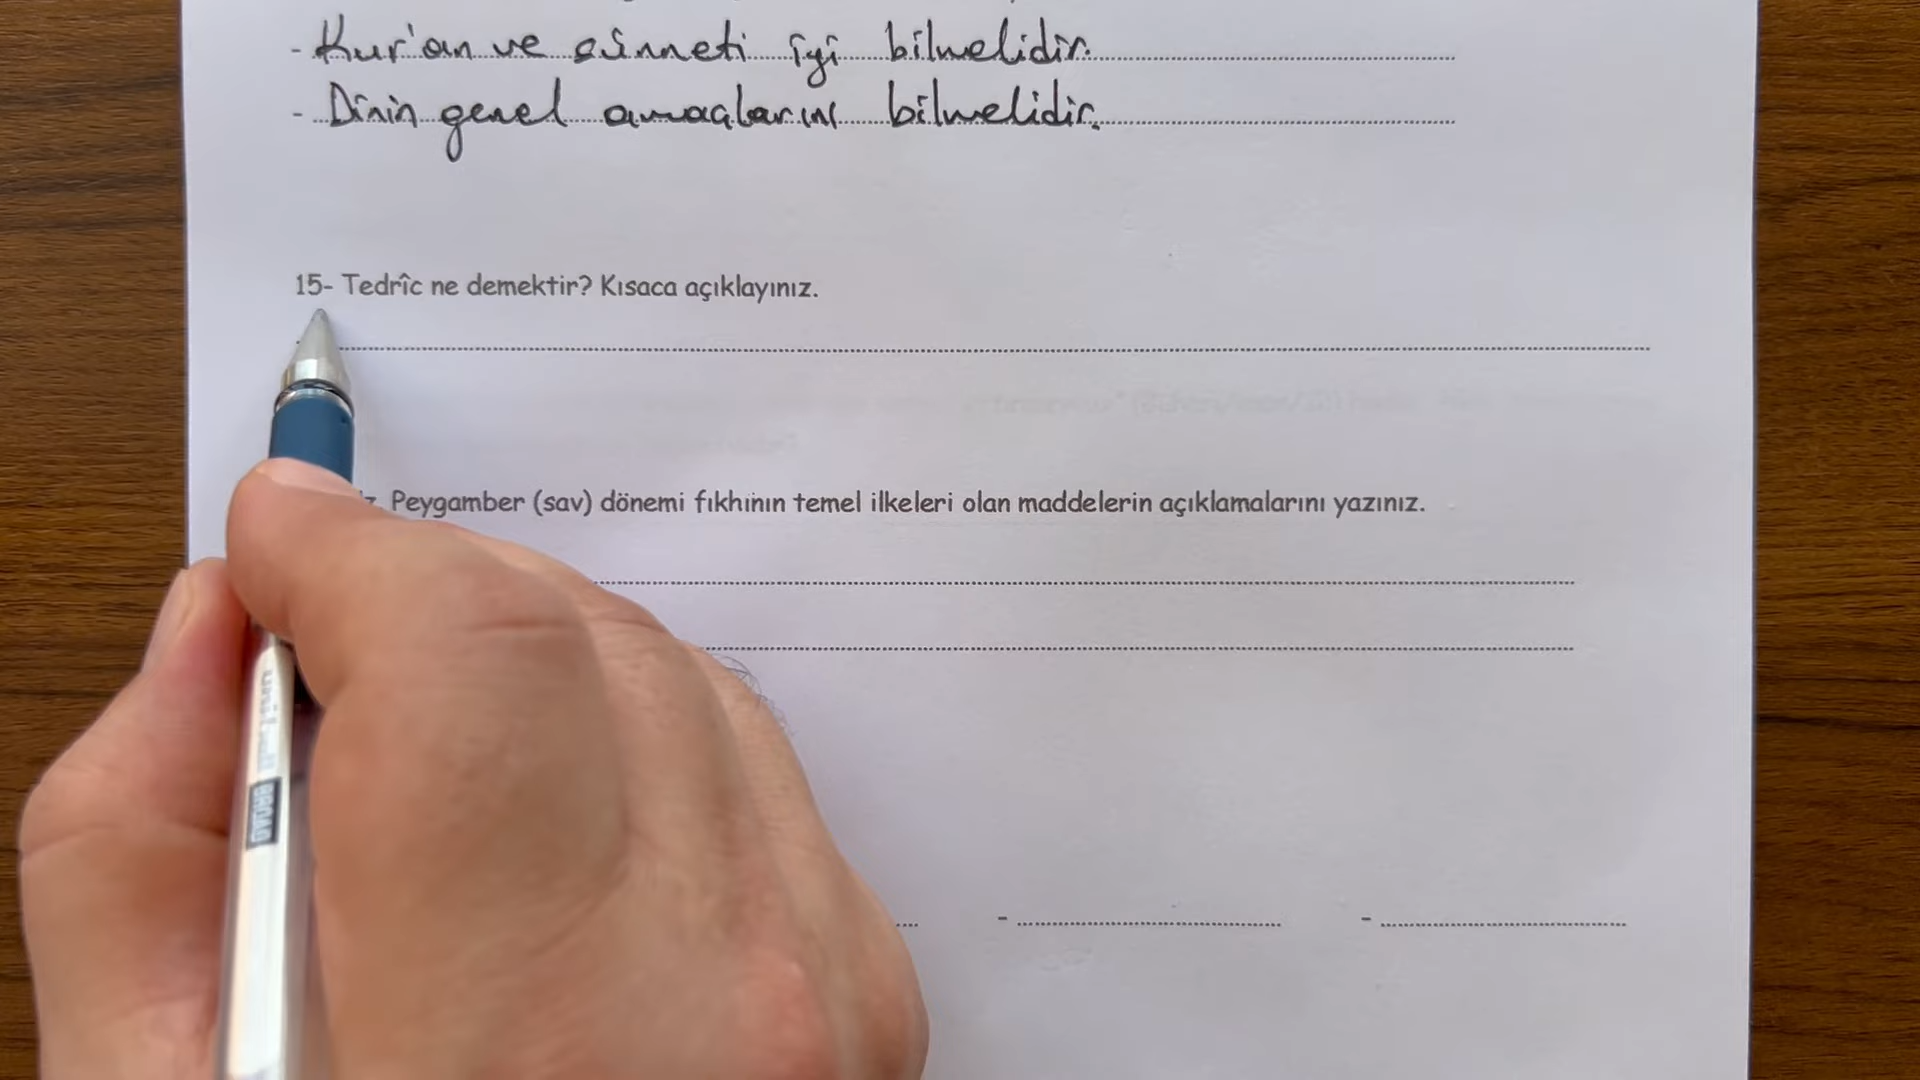 - Kur'an ve sünneti iyi bilmelidir.
- Dinin genel amaçlarını bilmelidir.
15- Tedrîc ne demektir? Kısaca açıklayınız.
Peygamber (sav) dönemi fıkhının temel ilkeleri olan maddelerin açıklamalarını yazınız.
- -